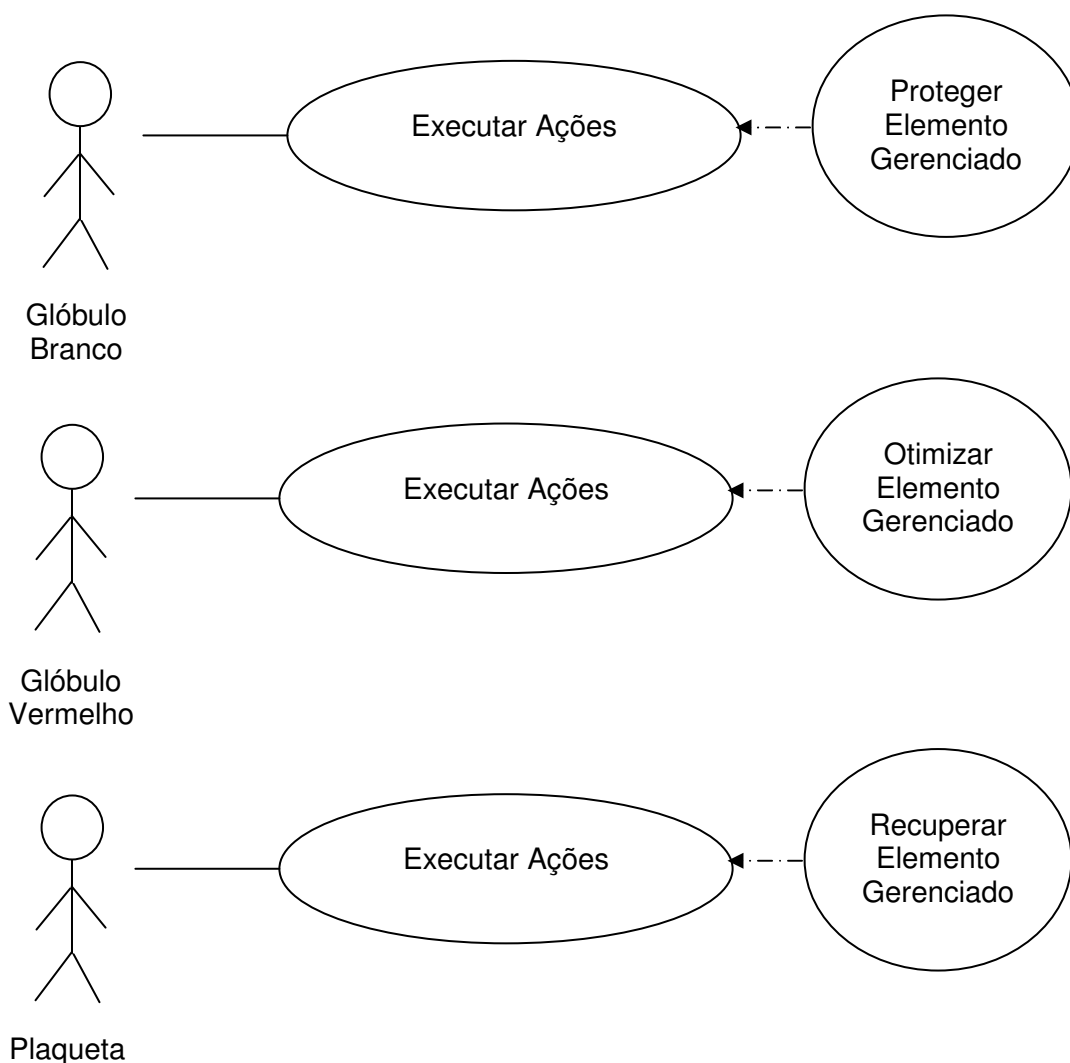 Executar Ações
Proteger
Elemento
Gerenciado
Glóbulo
Branco
Executar Ações
Otimizar
Elemento
Gerenciado
Glóbulo
Vermelho
Executar Ações
Recuperar
Elemento
Gerenciado
Plaqueta